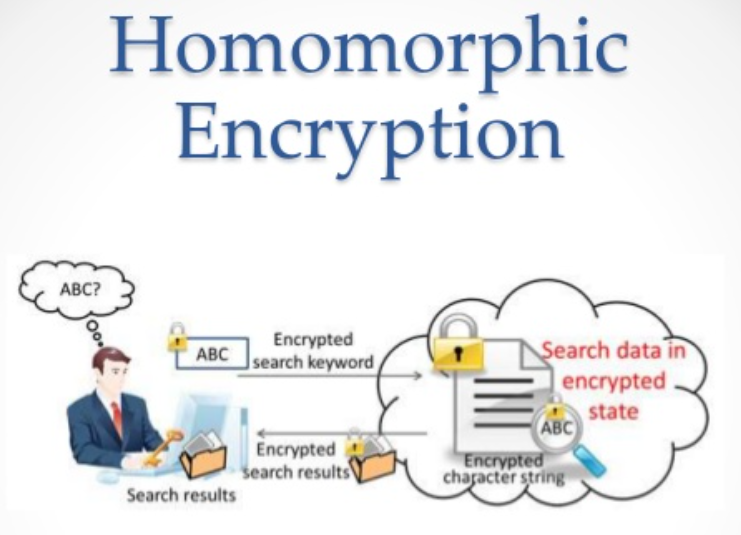 Homomorphic
Encryption
ABC?
ABC
Encrypted
search keyword
Search data in
encrypted
state
ABC
Encrypted
search results
Encrypted
character string
Search results